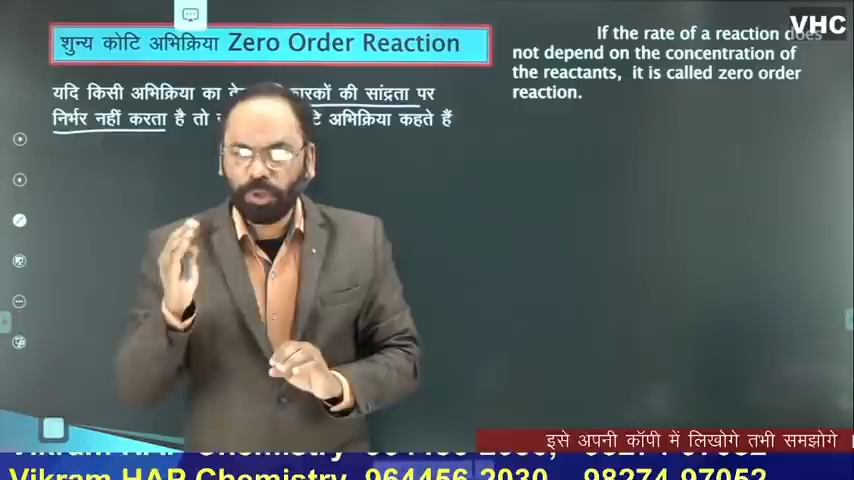 शुन्य कोटि अभिक्रिया Zero Order Reaction
यदि किसी अभिक्रिया का कारकों की सांद्रता पर
निर्भर नहीं करता है तो अभिक्रिया कहते हैं
If the rate of a reaction does
not depend on the concentration of
the reactants, it is called zero order
reaction.
VHC
इसे अपनी कॉपी में लिखोगे तभी समझोगे ।
Vikram HAP Chemistry 964456 2030, 98274 97052